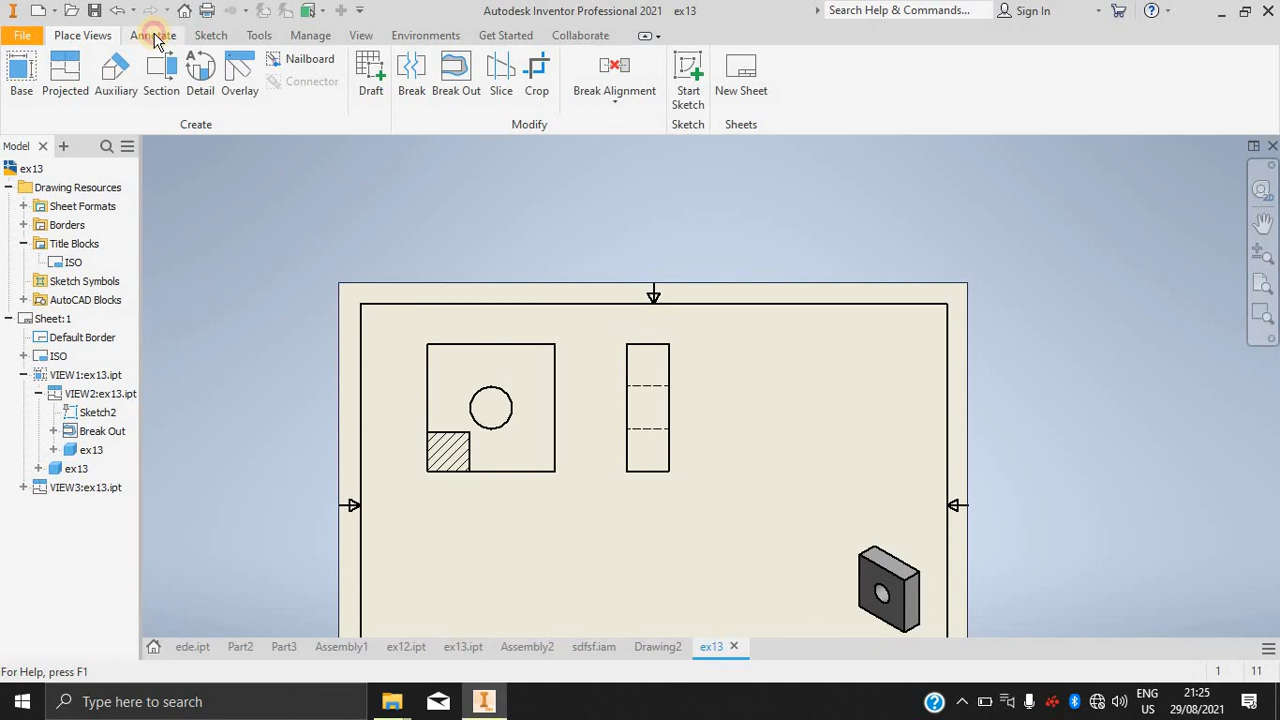 Autodesk Inventor Professional 2021 ex13
Search Help & Commands...
Sign In
File
Place Views
Annotate
Sketch
Tools
Manage
View
Environments
Get Started
Collaborate
Base
Projected
Auxiliary
Section
Detail
Overlay
Nailboard
Connector
Draft
Break
Break Out
Slice
Crop
Break Alignment
Start
Sketch
New Sheet
Create
Modify
Sketch
Sheets
Model
ex13
Drawing Resources
Sheet Formats
Borders
Title Blocks
ISO
Sketch Symbols
AutoCAD Blocks
Sheet:1
Default Border
ISO
VIEW1:ex13.ipt
VIEW2:ex13.ipt
Sketch2
Break Out
ex13
ex13
VIEW3:ex13.ipt
2D
ede.ipt
Part2
Part3
Assembly1
ex12.ipt
ex13.ipt
Assembly2
sdfsf.iam
Drawing2
ex13
For Help, press F1
1
11
Type here to search
ENG
US
21:25
29/08/2021